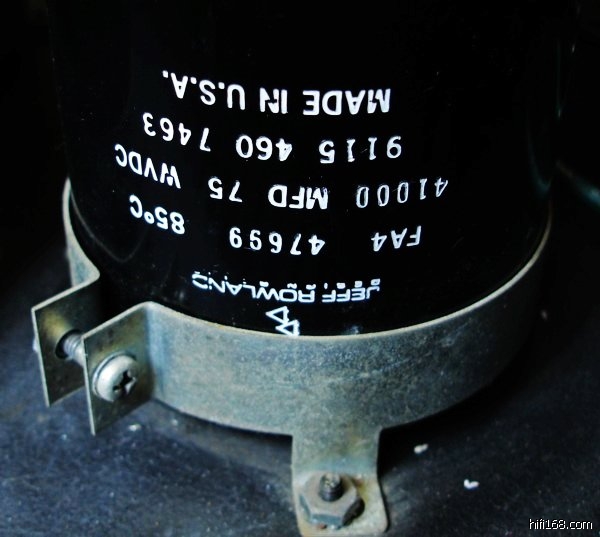 JEFF ROWLAND
FA4 47699 85°C
41000 MFD 75 WVDC
9115 460 7463
MADE IN U.S.A.
hifi168.com